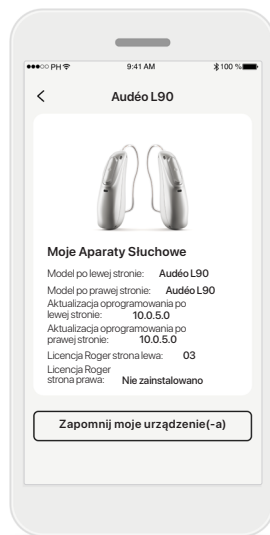 PH 9:41 AM 100 %
Audéo L90
Moje Aparaty Słuchowe
Model po lewej stronie: Audéo L90
Model po prawej stronie: Audéo L90
Aktualizacja oprogramowania po
lewej stronie: 10.0.5.0
Aktualizacja oprogramowania po
prawej stronie: 10.0.5.0
Licencja Roger strona lewa: 03
Licencja Roger
strona prawa: Nie zainstalowano
Zapomnij moje urządzenie(-a)